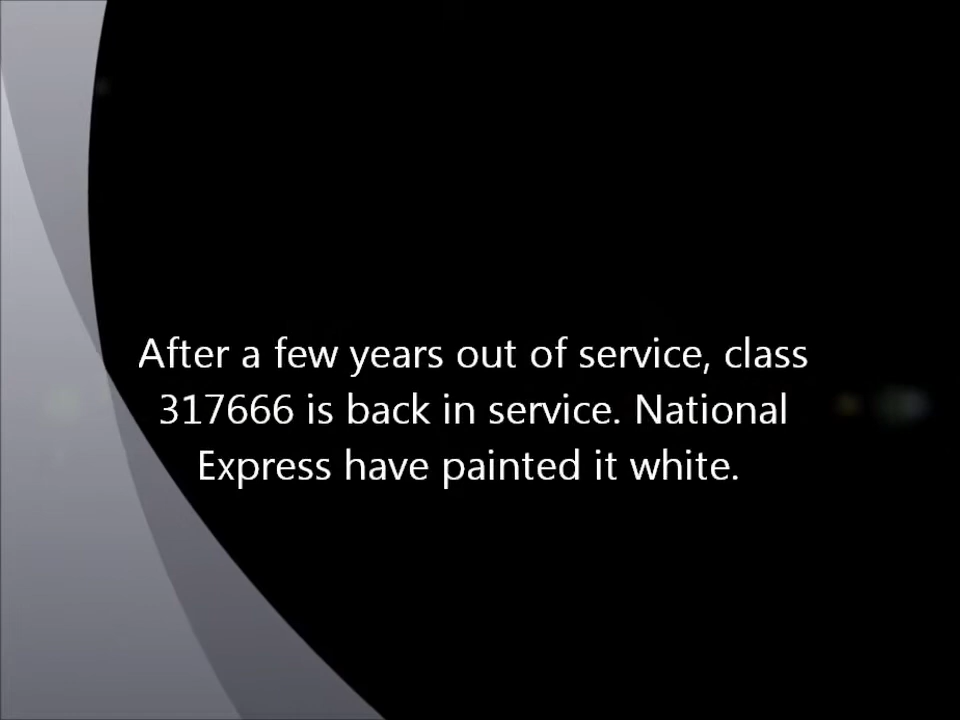 After a few years out of service, class
317666 is back in service. National
Express have painted it white.